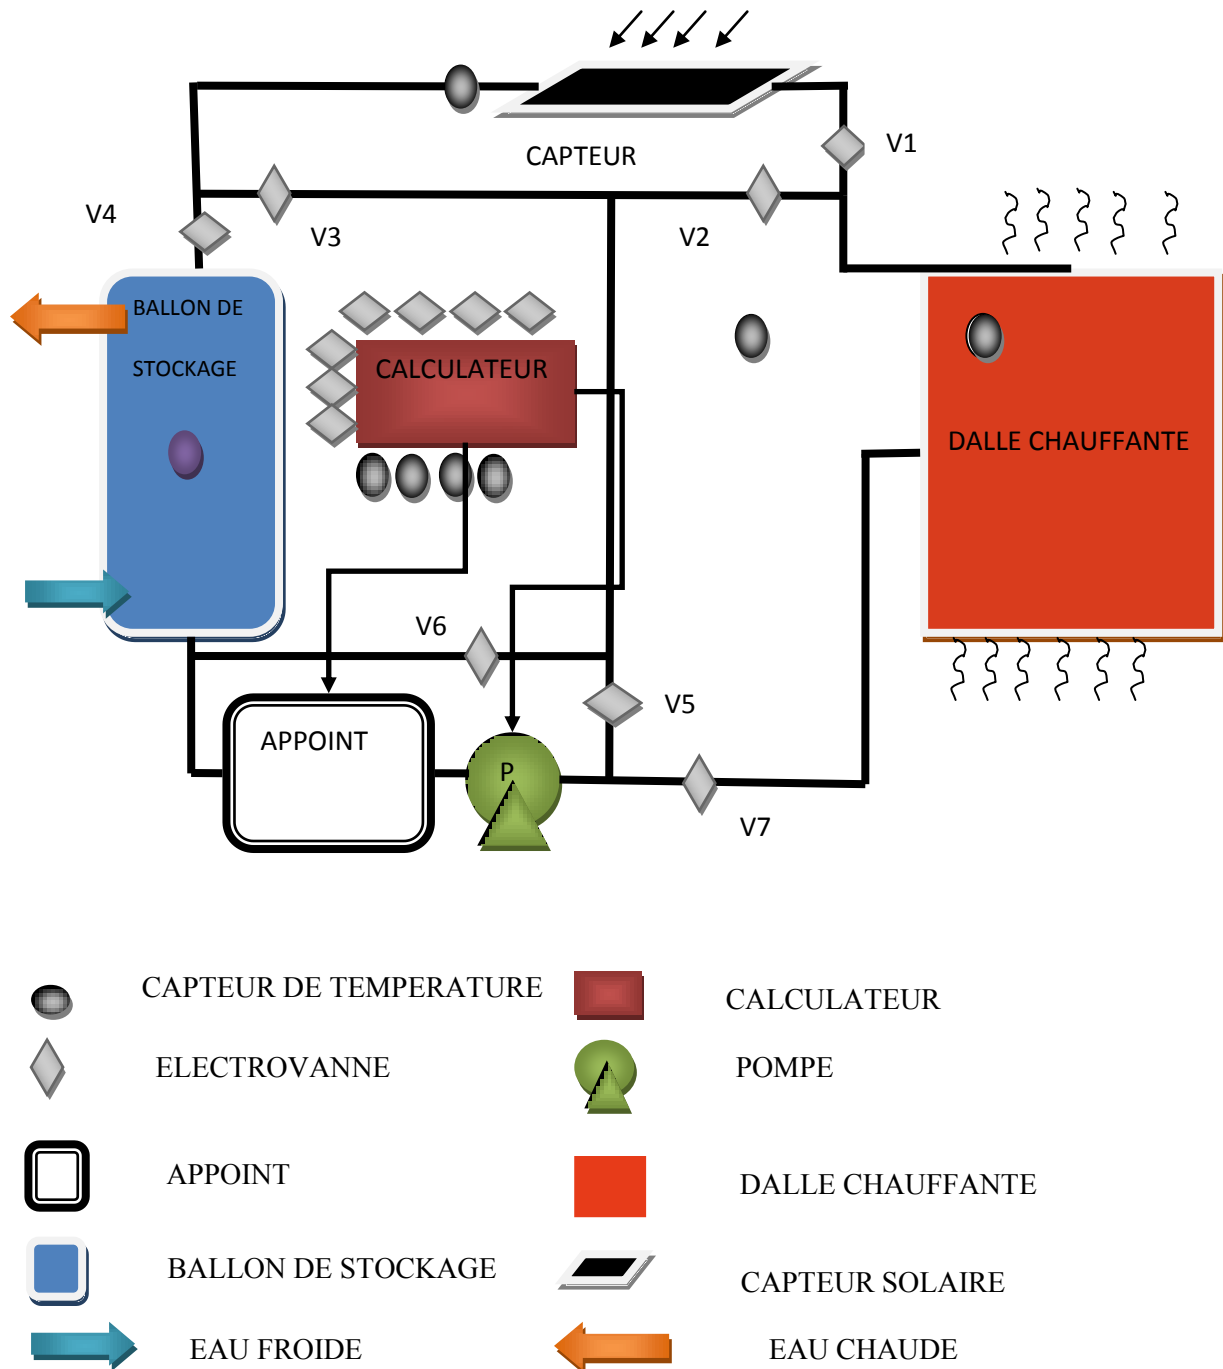 V1
CAPTEUR
V4
V3
V2
BALLON DE
STOCKAGE
CALCULATEUR
DALLE CHAUFFANTE
V6
V5
APPOINT
P
V7
CAPTEUR DE TEMPERATURE
CALCULATEUR
ELECTROVANNE
POMPE
APPOINT
DALLE CHAUFFANTE
BALLON DE STOCKAGE
CAPTEUR SOLAIRE
EAU FROIDE
EAU CHAUDE